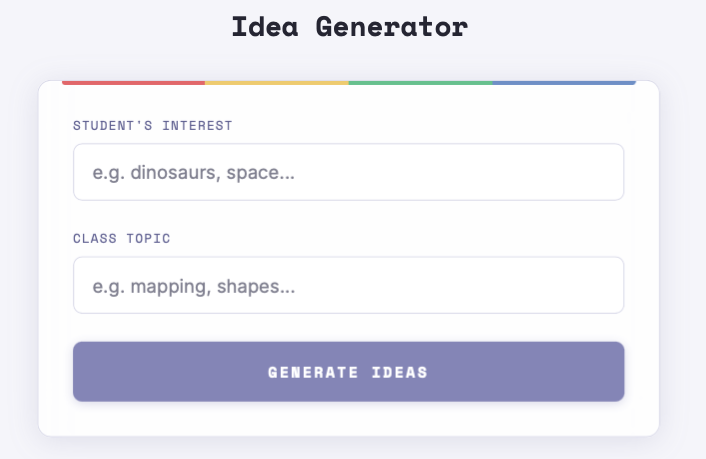 Idea Generator
STUDENT'S INTEREST
e.g. dinosaurs, space...
CLASS TOPIC
e.g. mapping, shapes...
GENERATE IDEAS